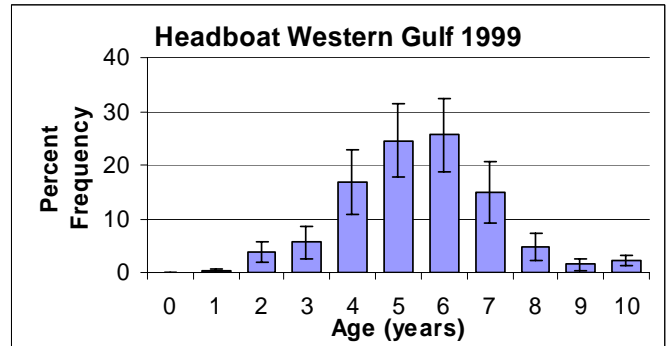 Headboat Western Gulf 1999
40
30
20
10
0
Percent
Frequency
0 1 2 3 4 5 6 7 8 9 10
Age (years)